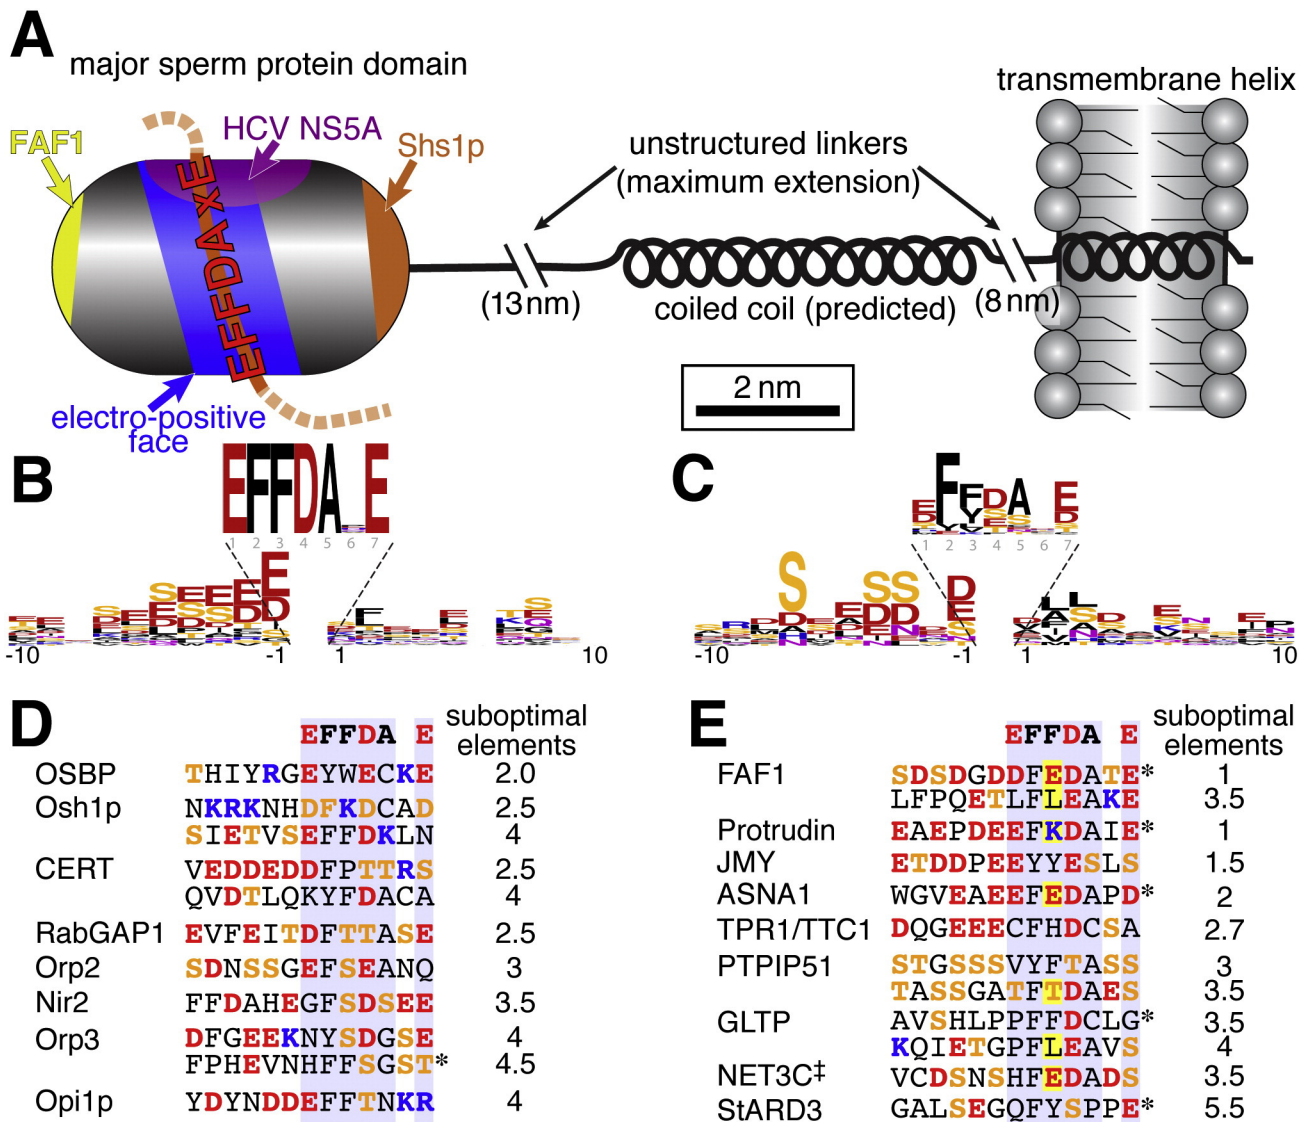 A
major sperm protein domain
transmembrane helix
FAF1
HCV NS5A
Shs1p
unstructured linkers
(maximum extension)
EFFDAxE
(13 nm)
coiled coil (predicted)
(8 nm)
2 nm
electro-positive
face
B
EFFDA E
1 2 3 4 5 6 7
-10 -1 1 10
C
1 2 3 4 5 6 7
-10 -1 1 10
D
EFFDA E
suboptimal
elements
OSBP THIYRGEYWECKE 2.0
Osh1p NKRKNHDFKDCAD 2.5
SIETVSEFFDKLN 4
CERT VEDDEDDFPTTRS 2.5
QVDTLQKYFDACA 4
RabGAP1 EVFEITDFTTASE 2.5
Orp2 SDNSSGEFSEANQ 3
Nir2 FFDAHEGFSDSEE 3.5
Orp3 DFGEEKNYSDGSE 4
FPHEVNHFFSGST* 4.5
Opi1p YDYNDDEFFTNKR 4
E
EFFDA E
suboptimal
elements
FAF1 SDSDGDDFEDATE* 1
LFPQETLFLEAKE 3.5
Protrudin EAEPDEEFKDAIE* 1
JMY ETDDPEEYYESLS 1.5
ASNA1 WGVEAEEFEDAPD* 2
TPR1/TTC1 DQGEEECFHDCSA 2.7
PTPIP51 STGSSSVYFTASS 3
TASSGATFTDAES 3.5
GLTP AVSHLPPFFDCLG* 3.5
KQIETGPFLEAVS 4
NET3C‡ VCDSNSHFEDADS 3.5
StARD3 GALSEGQFYSPPE* 5.5